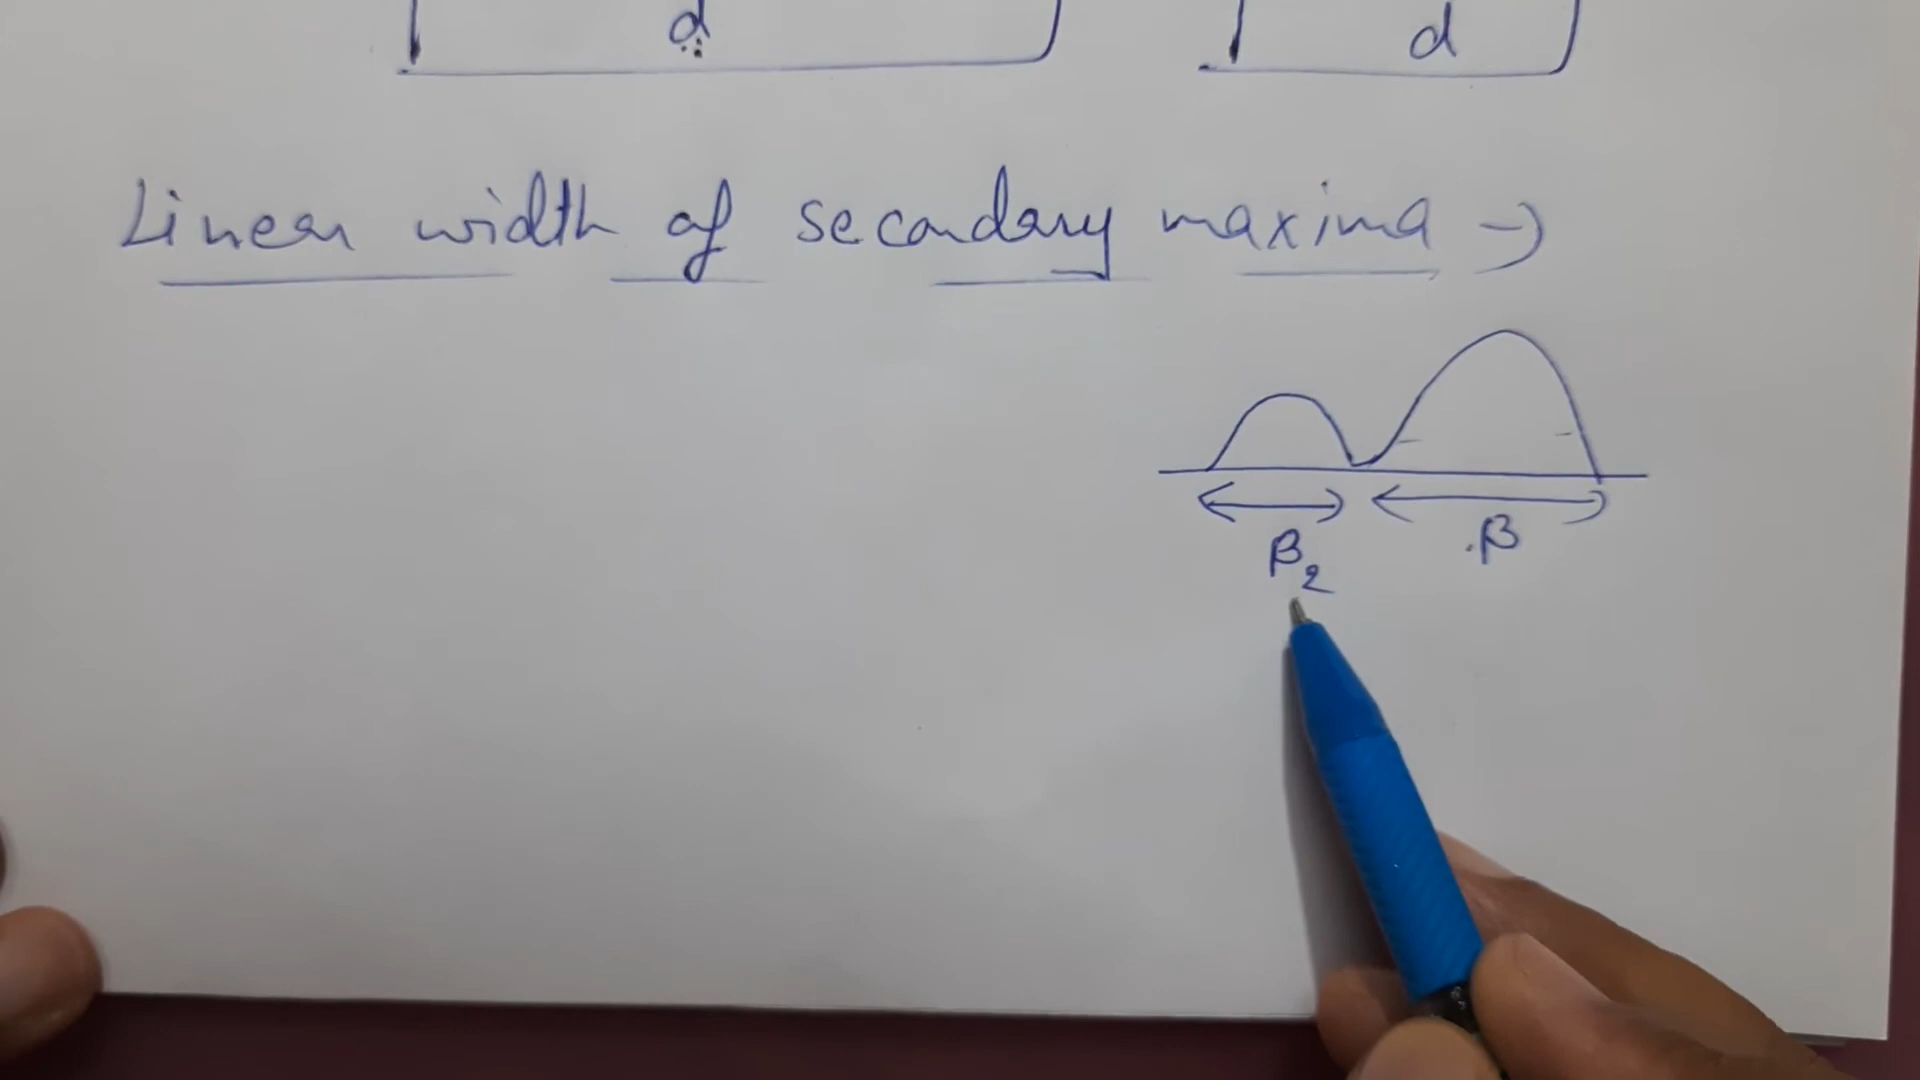 d d
Linear width of secondary maxima →
β₂ β